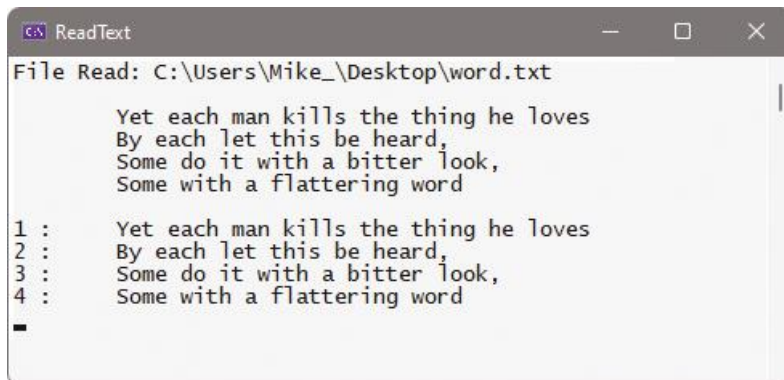 ReadText
File Read: C:\Users\Mike_\Desktop\word.txt
Yet each man kills the thing he loves
By each let this be heard,
Some do it with a bitter look,
Some with a flattering word
1 : Yet each man kills the thing he loves
2 : By each let this be heard,
3 : Some do it with a bitter look,
4 : Some with a flattering word